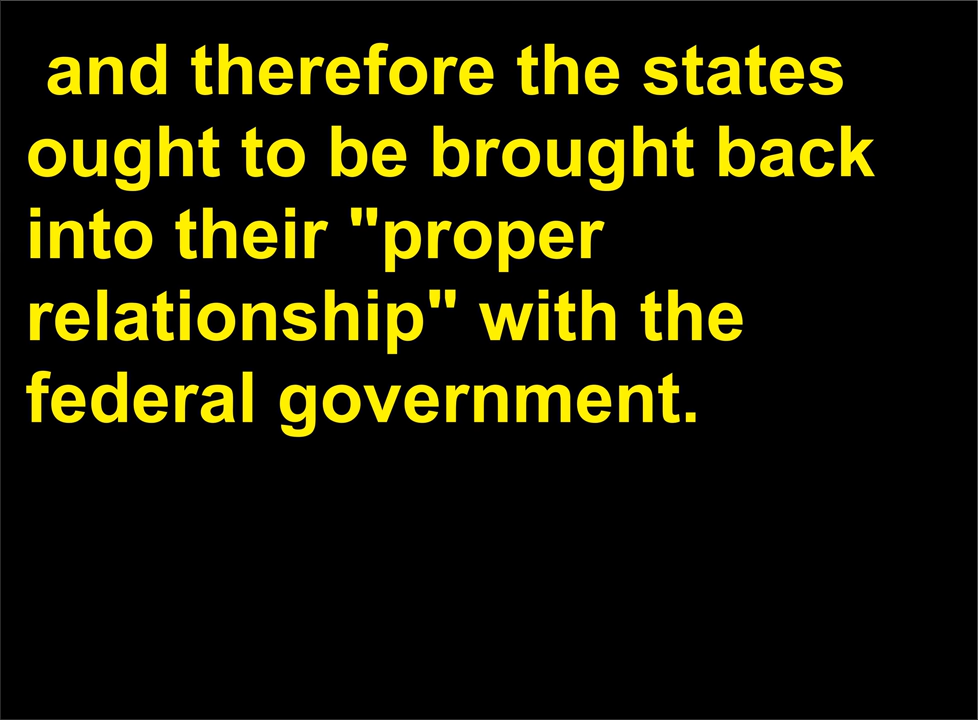 and therefore the states
ought to be brought back
into their "proper
relationship" with the
federal government.